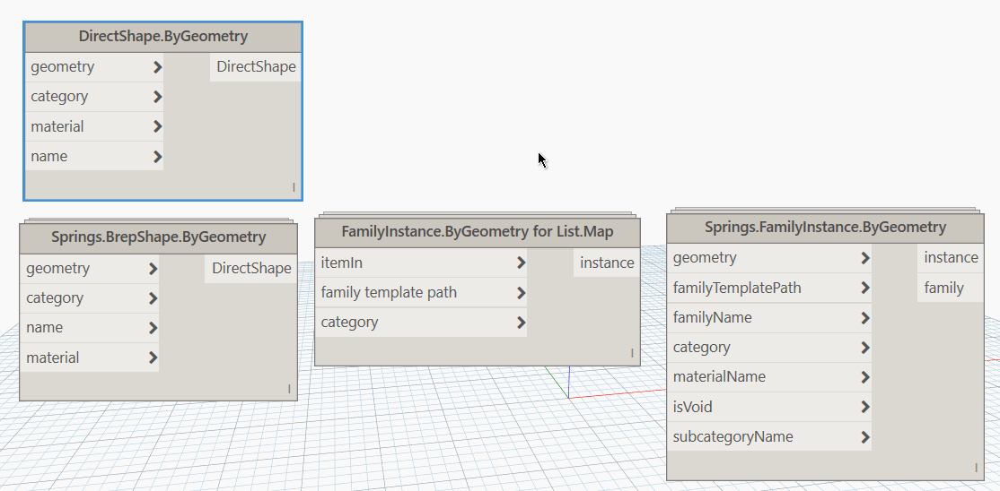 DirectShape.ByGeometry
geometry
DirectShape
category
material
name
l
Springs.BrepShape.ByGeometry
geometry
DirectShape
category
name
material
l
FamilyInstance.ByGeometry for List.Map
itemIn
instance
family template path
category
l
Springs.FamilyInstance.ByGeometry
geometry
instance
familyTemplatePath
family
familyName
category
materialName
isVoid
subcategoryName
l